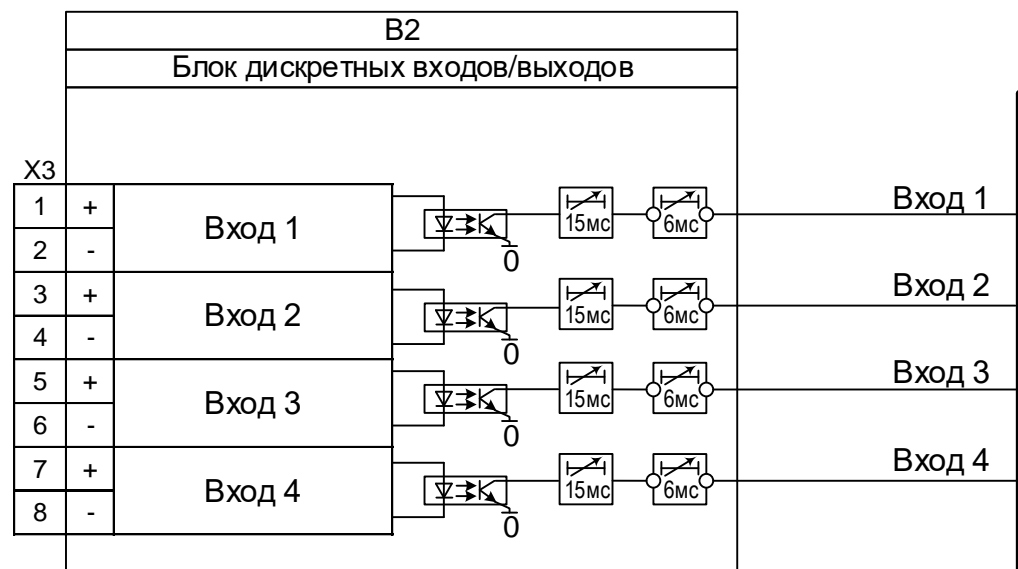 B2
Блок дискретных входов/выходов
X3
1 + Вход 1 15мс 6мс Вход 1
2 - 0
3 + Вход 2 15мс 6мс Вход 2
4 - 0
5 + Вход 3 15мс 6мс Вход 3
6 - 0
7 + Вход 4 15мс 6мс Вход 4
8 - 0